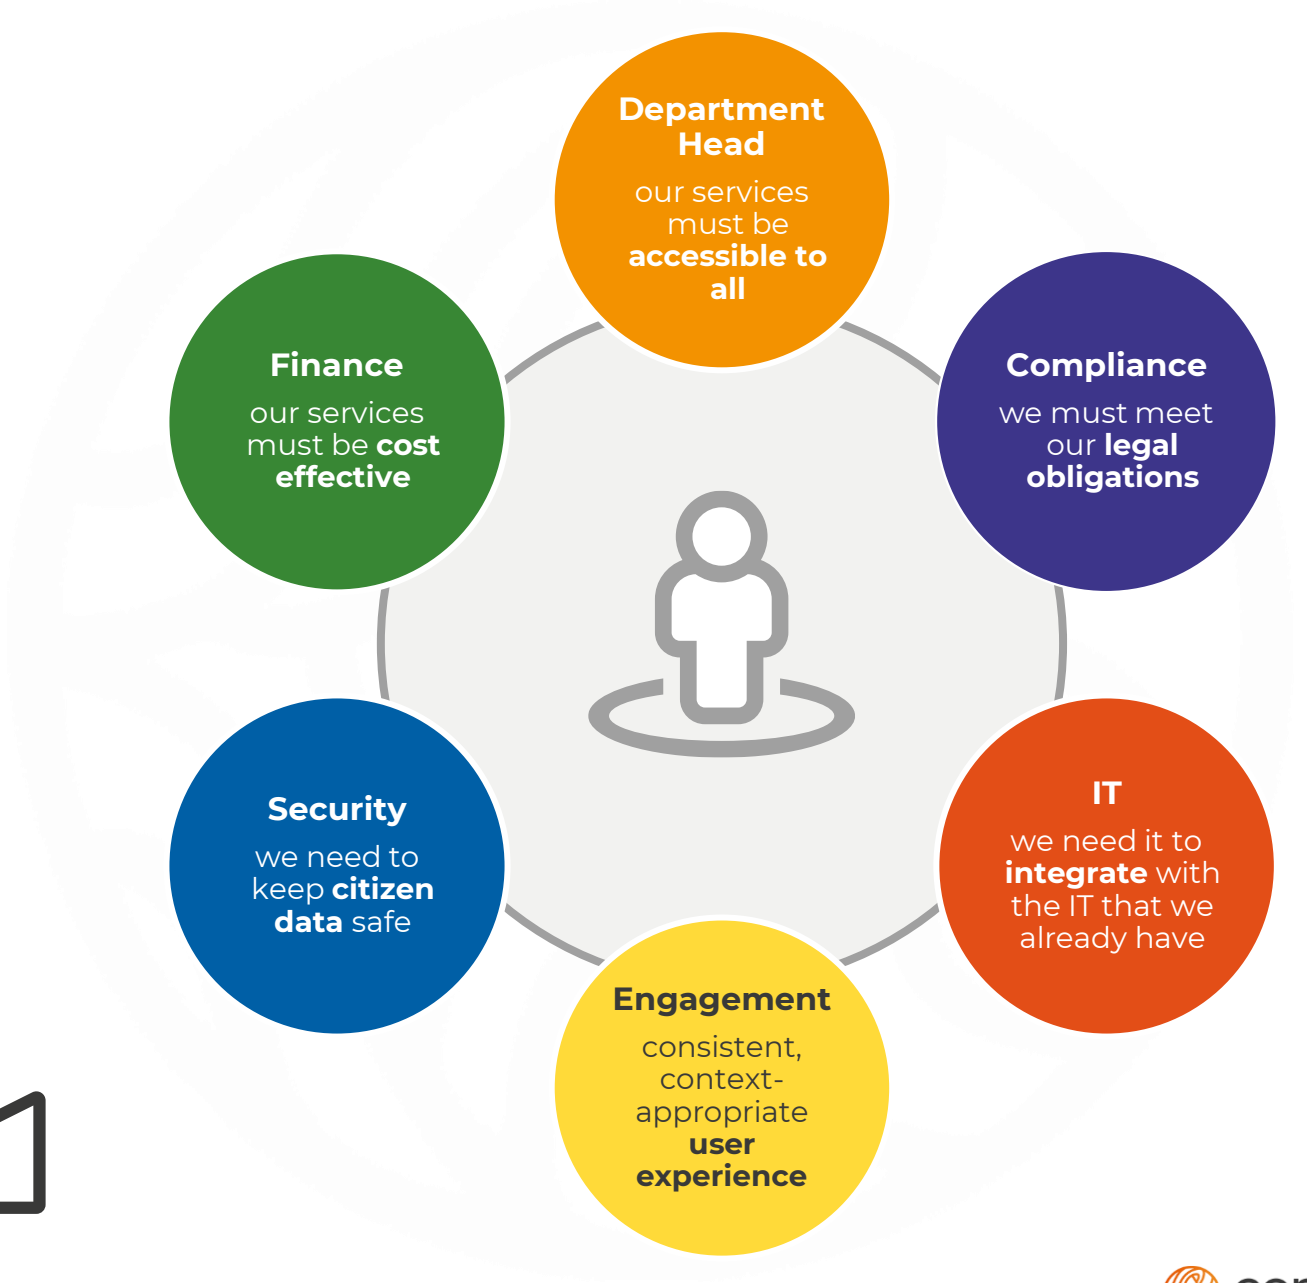 Department
Head
our services
must be
accessible to
all
Compliance
we must meet
our legal
obligations
IT
we need it to
integrate with
the IT that we
already have
Engagement
consistent,
context-
appropriate
user
experience
Security
we need to
keep citizen
data safe
Finance
our services
must be cost
effective